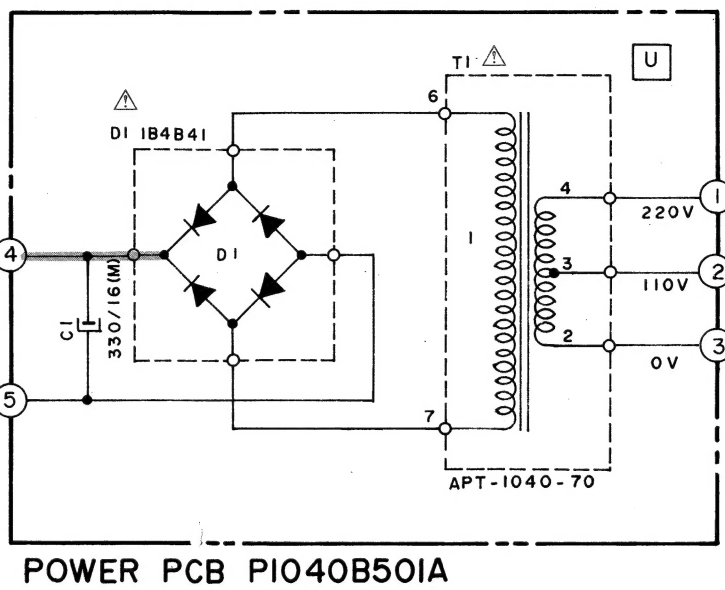 U
T1
6
D1 1B4B41
4
1
220V
4
D1
1
3
2
110V
C1
330/16(M)
2
3
0V
5
7
APT-1040-70
POWER PCB P1040B501A